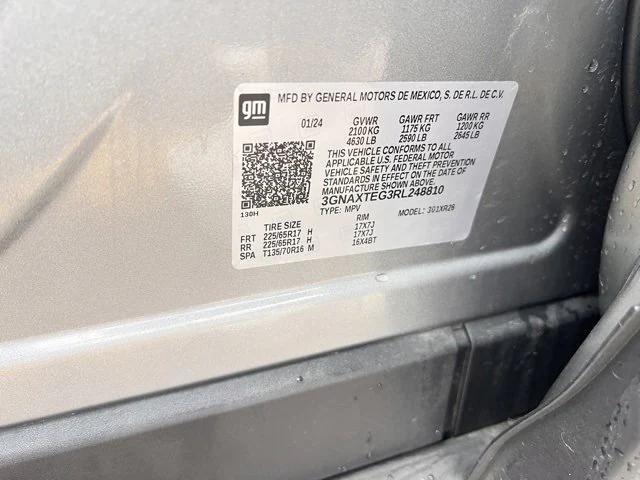 gm
MFD BY GENERAL MOTORS DE MEXICO, S. DE R.L. DE C.V.
01/24 GVWR GAWR FRT GAWR RR
2100 KG 1175 KG 1200 KG
4630 LB 2590 LB 2645 LB
THIS VEHICLE CONFORMS TO ALL
APPLICABLE U.S. FEDERAL MOTOR
VEHICLE SAFETY AND THEFT PREVENTION
STANDARDS IN EFFECT ON THE DATE OF
MANUFACTURE SHOWN ABOVE.
3GNAXTEG3RL248810
130H TYPE: MPV MODEL: 301XR26
TIRE SIZE RIM
FRT 225/65R17 H 17X7J
RR 225/65R17 H 17X7J
SPA T135/70R16 M 16X4BT